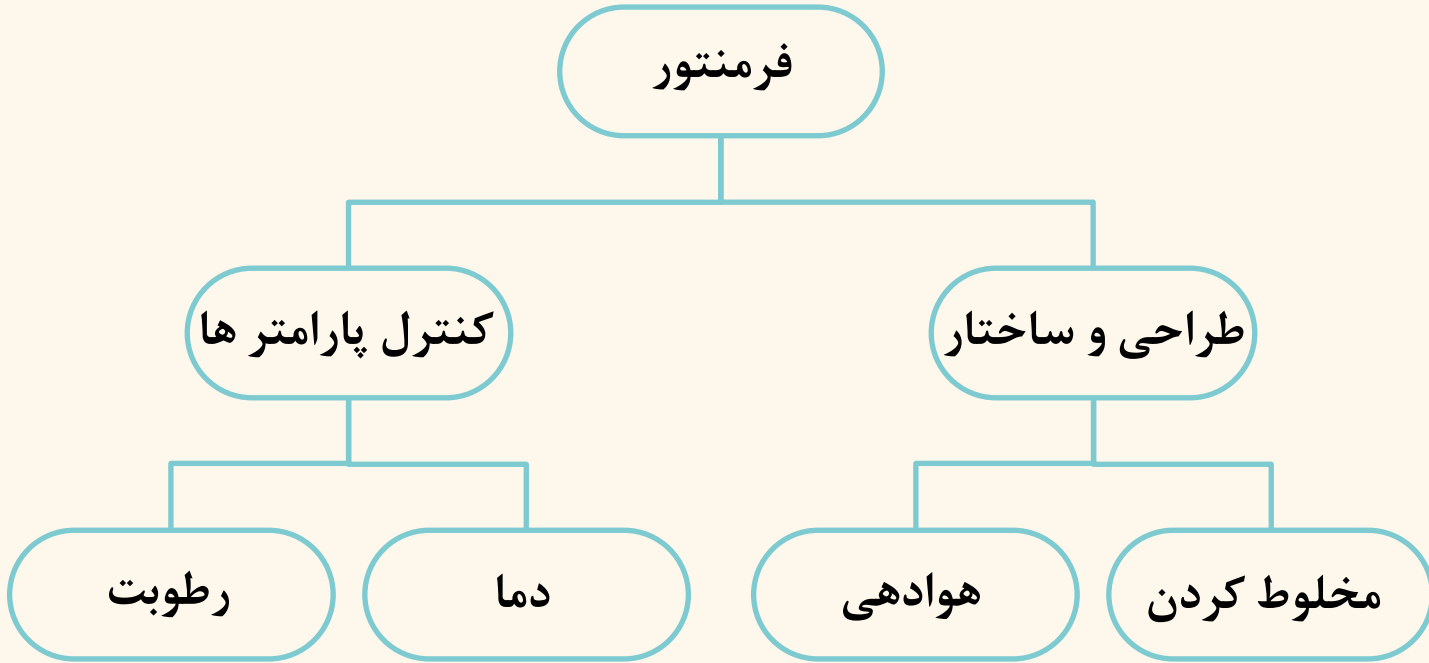 فرمنتور
طراحی و ساختار
کنترل پارامتر ها
مخلوط کردن
هوادهی
دما
رطوبت